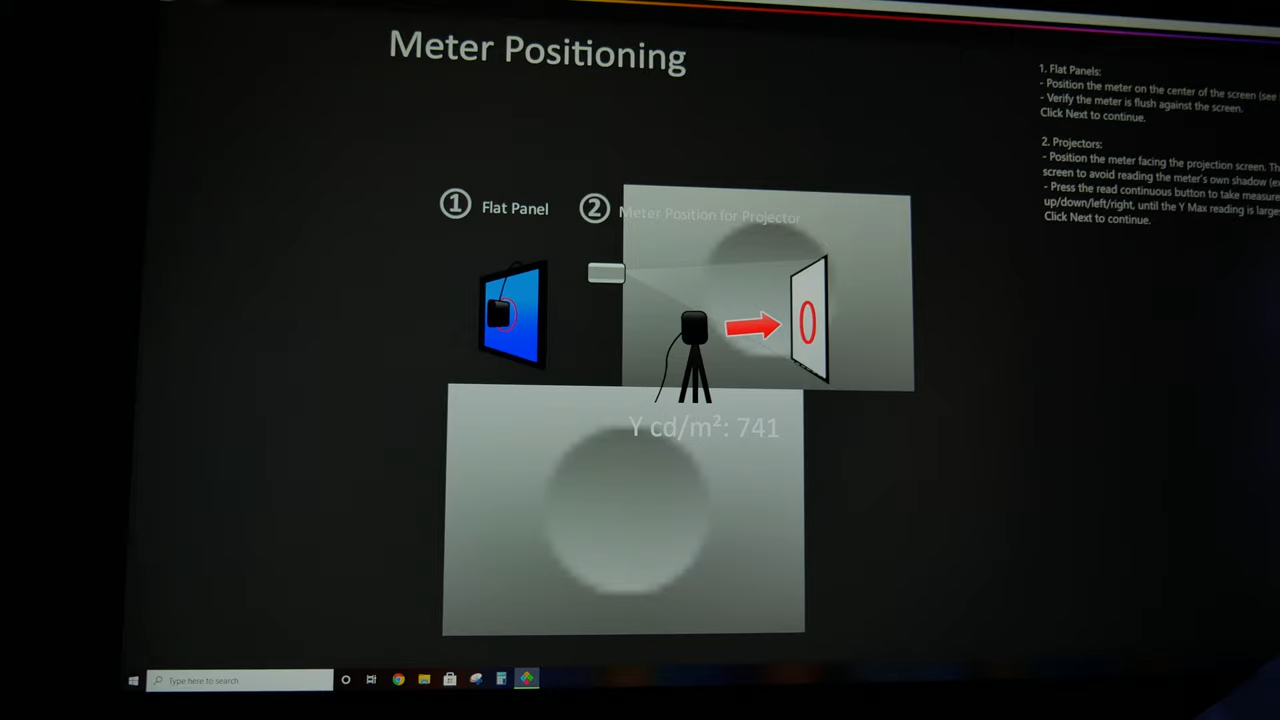 Meter Positioning
1. Flat Panels:
- Position the meter on the center of the screen (see
- Verify the meter is flush against the screen.
Click Next to continue.
2. Projectors:
- Position the meter facing the projection screen. Th
screen to avoid reading the meter's own shadow (e
- Press the read continuous button to take measure
up/down/left/right, until the Y Max reading is large
Click Next to continue.
1 Flat Panel
2 Meter Position for Projector
Y cd/m²: 741
Type here to search